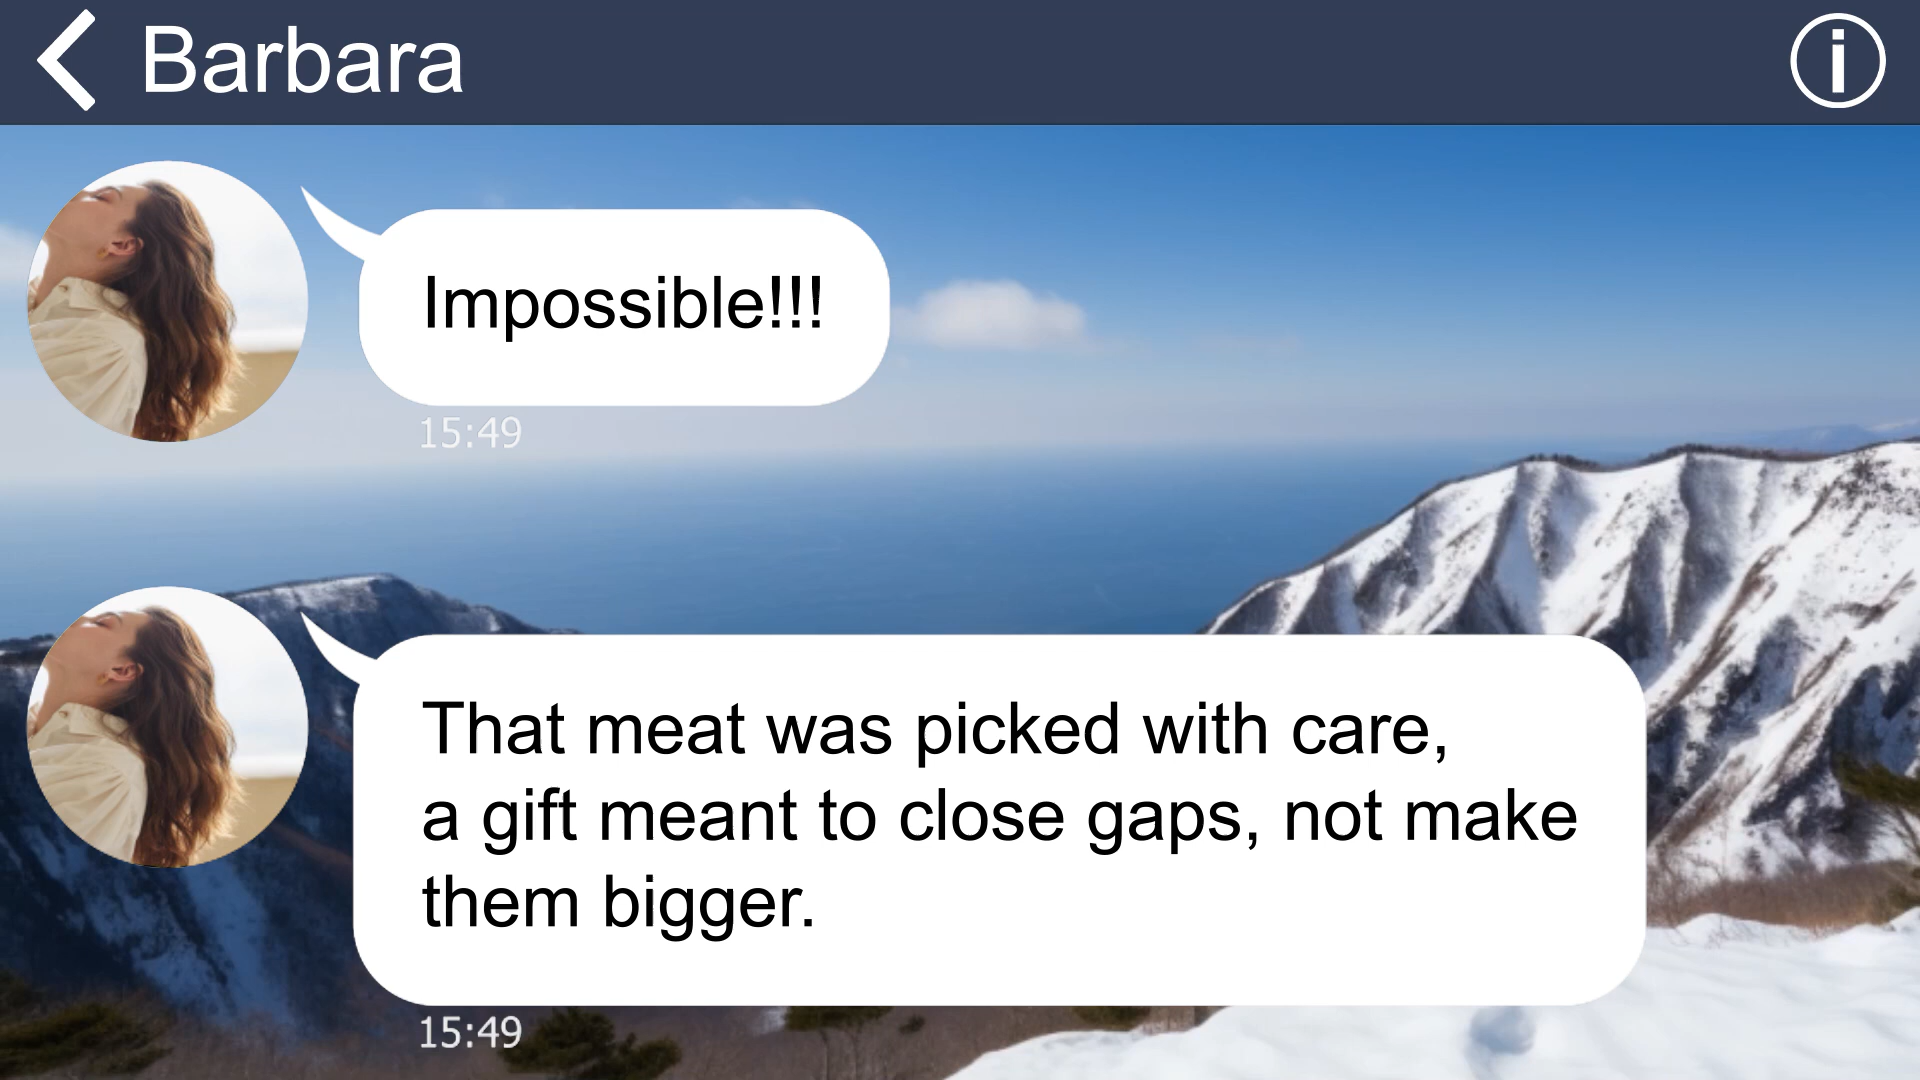 Barbara
Impossible!!!
15:49
That meat was picked with care,
a gift meant to close gaps, not make
them bigger.
15:49